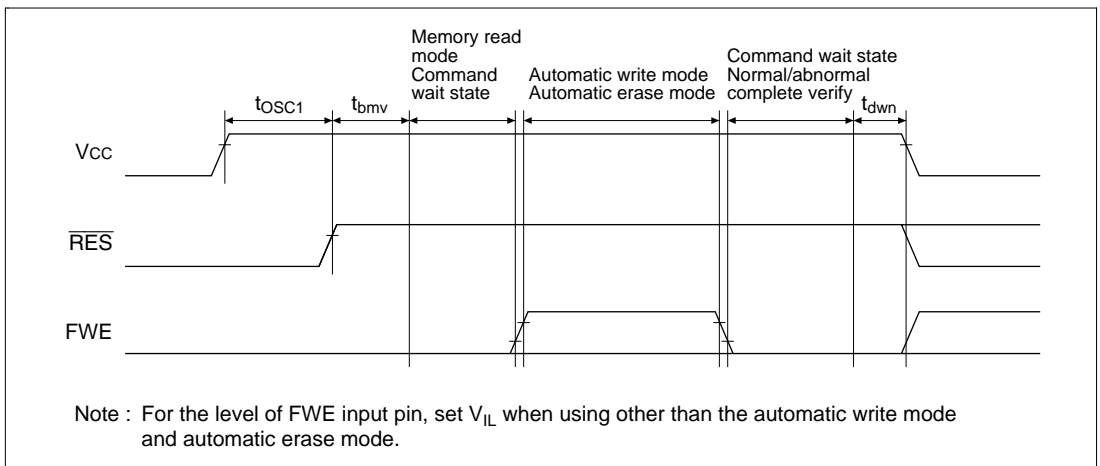 Memory read
mode
Command
wait state
Automatic write mode
Automatic erase mode
Command wait state
Normal/abnormal
complete verify
tOSC1
tbmv
tdwn
VCC
RES
FWE
Note : For the level of FWE input pin, set VIL when using other than the automatic write mode
and automatic erase mode.